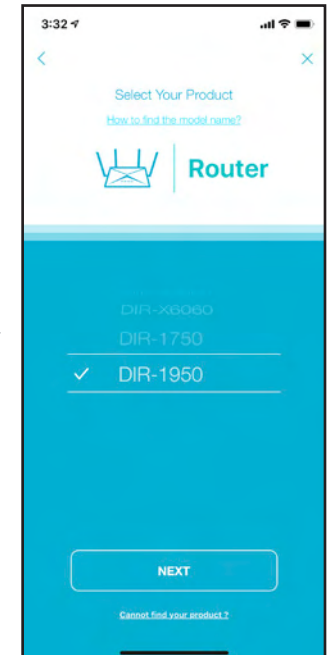 3:32
Select Your Product
How to find the model name?
Router
DIR-X6060
DIR-1750
DIR-1950
NEXT
Cannot find your product ?